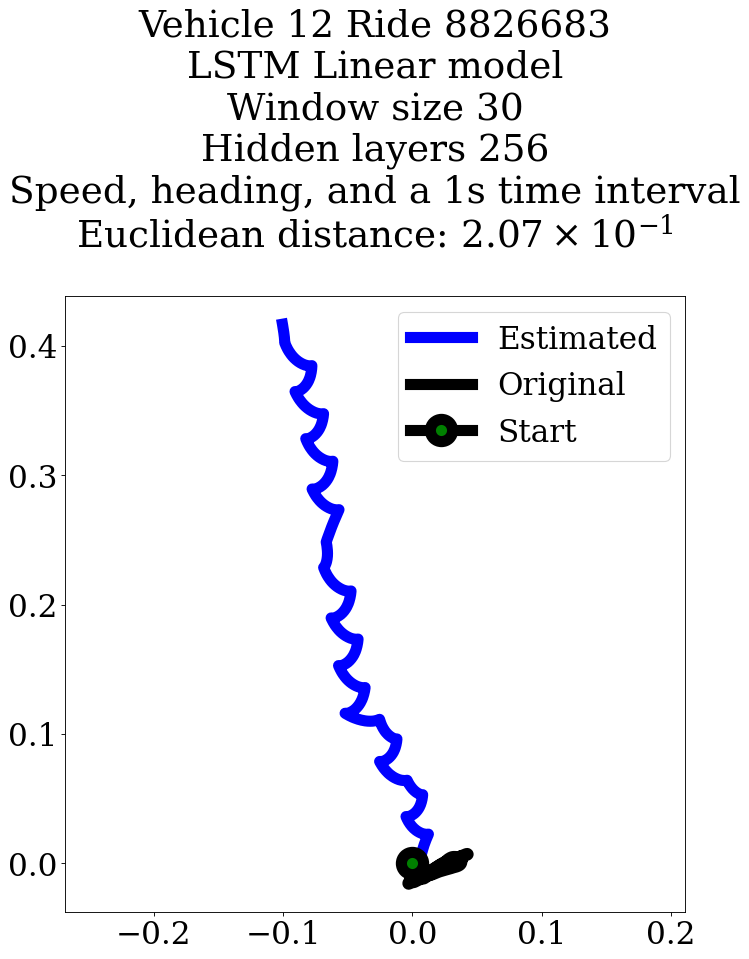 Vehicle 12 Ride 8826683
LSTM Linear model
Window size 30
Hidden layers 256
Speed, heading, and a 1s time interval
Euclidean distance: 2.07 × 10⁻¹
Estimated
Original
Start
0.4
0.3
0.2
0.1
0.0
−0.2 −0.1 0.0 0.1 0.2